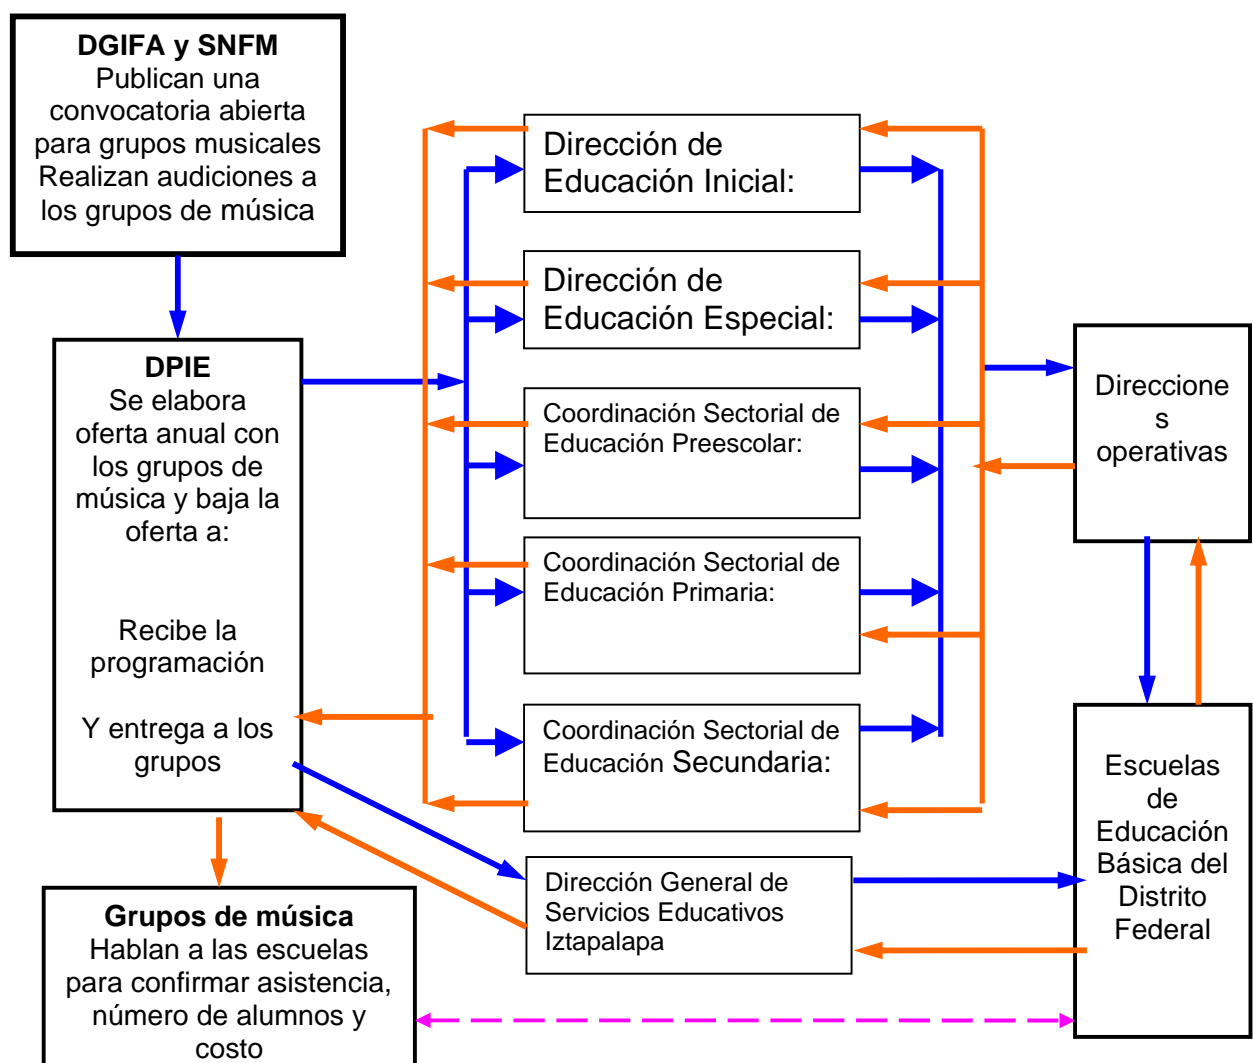 DGIFA y SNFM
Publican una
convocatoria abierta
para grupos musicales
Realizan audiciones a
los grupos de música
DPIE
Se elabora
oferta anual con
los grupos de
música y baja la
oferta a:
Recibe la
programación
Y entrega a los
grupos
Grupos de música
Hablan a las escuelas
para confirmar asistencia,
número de alumnos y
costo
Dirección de
Educación Inicial:
Dirección de
Educación Especial:
Coordinación Sectorial de
Educación Preescolar:
Coordinación Sectorial de
Educación Primaria:
Coordinación Sectorial de
Educación Secundaria:
Dirección General de
Servicios Educativos
Iztapalapa
Direccione
s
operativas
Escuelas
de
Educación
Básica del
Distrito
Federal